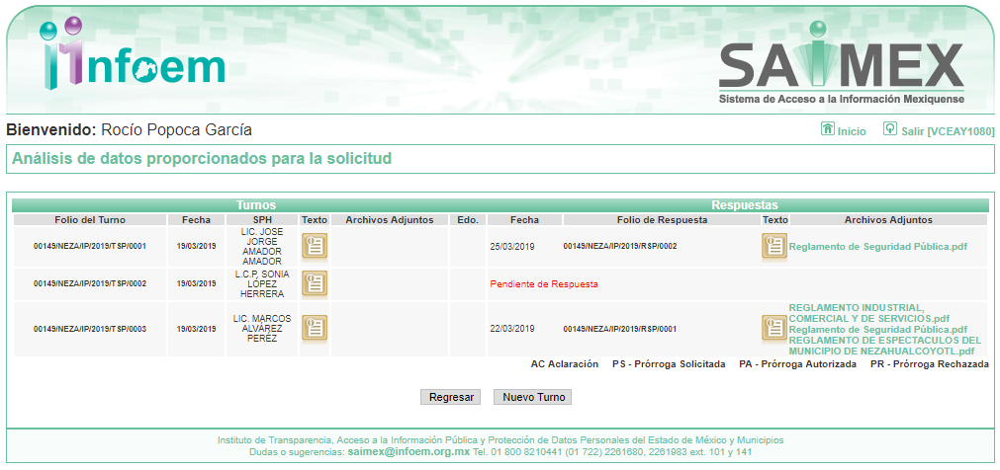 infoem
SAIMEX
Sistema de Acceso a la Información Mexiquense
Bienvenido: Rocío Popoca García
Inicio Salir [VCEAY1080]
Análisis de datos proporcionados para la solicitud
Turnos Respuestas
Folio del Turno Fecha SPH Texto Archivos Adjuntos Edo. Fecha Folio de Respuesta Texto Archivos Adjuntos
00149/NEZA/IP/2019/TSP/0001 19/03/2019 LIC. JOSE
JORGE
AMADOR
AMADOR
25/03/2019 00149/NEZA/IP/2019/RSP/0002 Reglamento de Seguridad Pública.pdf
00149/NEZA/IP/2019/TSP/0002 19/03/2019 L.C.P. SONIA
LÓPEZ
HERRERA
Pendiente de Respuesta
00149/NEZA/IP/2019/TSP/0003 19/03/2019 LIC. MARCOS
ALVÁREZ
PERÉZ
22/03/2019 00149/NEZA/IP/2019/RSP/0001 REGLAMENTO INDUSTRIAL,
COMERCIAL Y DE SERVICIOS.pdf
Reglamento de Seguridad Pública.pdf
REGLAMENTO DE ESPECTACULOS DEL
MUNICIPIO DE NEZAHUALCOYOTL.pdf
AC Aclaración PS - Prórroga Solicitada PA - Prórroga Autorizada PR - Prórroga Rechazada
Regresar Nuevo Turno
Instituto de Transparencia, Acceso a la Información Pública y Protección de Datos Personales del Estado de México y Municipios
Dudas o sugerencias: saimex@infoem.org.mx Tel. 01 800 8210441 (01 722) 2261680, 2261983 ext. 101 y 141